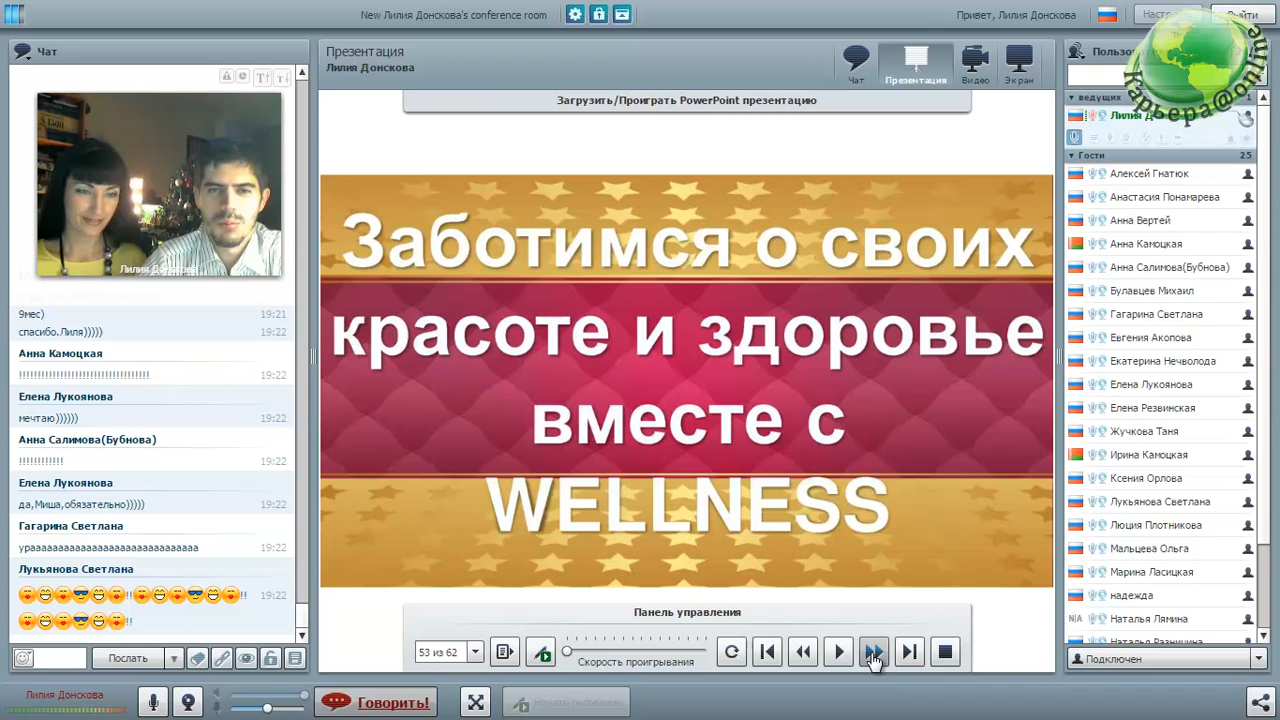 New Лилия Донскова's conference room
Привет, Лилия Донскова
Выйти
Карьера@online
Чат
Лилия Донскова
9мес)
19:21
спасибо.Лиля)))))
19:22
Анна Камоцкая
!!!!!!!!!!!!!!!!!!!!!!!!!!!!!!!!!!
19:22
Елена Лукоянова
мечтаю))))))
19:22
Анна Салимова(Бубнова)
!!!!!!!!!!!!
19:22
Елена Лукоянова
да,Миша,обязательно)))))
19:22
Гагарина Светлана
19:22
Лукьянова Светлана
!!
!!
19:22
!!
Послать
Презентация
Лилия Донскова
Чат
Презентация
Видео
Экран
Загрузить/Проиграть PowerPoint презентацию
Заботимся о своих
красоте и здоровье
вместе с
WELLNESS
Панель управления
53 из 62
Скорость проигрывания
ведущих
1
Гости
25
Алексей Гнатюк
Анастасия Понамарева
Анна Вертей
Анна Камоцкая
Анна Салимова(Бубнова)
Булавцев Михаил
Гагарина Светлана
Евгения Акопова
Екатерина Нечволода
Елена Лукоянова
Елена Резвинская
Жучкова Таня
Ирина Камоцкая
Ксения Орлова
Лукьянова Светлана
Люция Плотникова
Мальцева Ольга
Марина Ласицкая
надежда
N/A
Наталья Лямина
Наталья Разничина
Подключен
Лилия Донскова
Говорить!